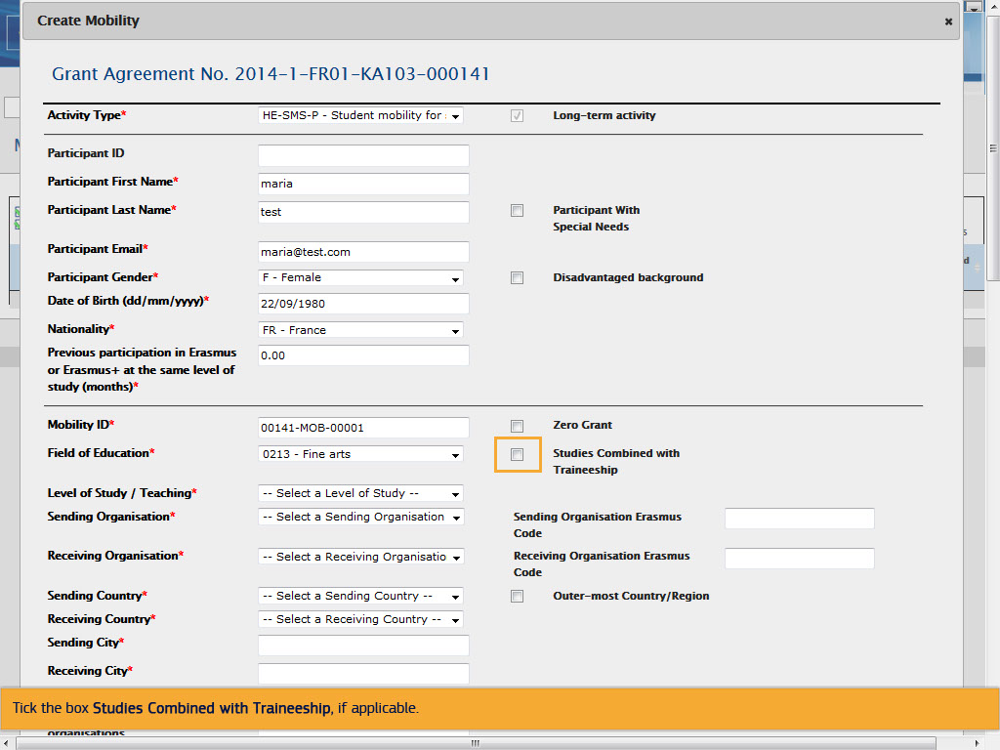 Create Mobility
Grant Agreement No. 2014-1-FR01-KA103-000141
Activity Type* HE-SMS-P - Student mobility for Long-term activity
Participant ID
Participant First Name* maria
Participant Last Name* test Participant With
Special Needs
Participant Email* maria@test.com
Participant Gender* F - Female Disadvantaged background
Date of Birth (dd/mm/yyyy)* 22/09/1980
Nationality* FR - France
Previous participation in Erasmus 0.00
or Erasmus+ at the same level of
study (months)*
Mobility ID* 00141-MOB-00001 Zero Grant
Field of Education* 0213 - Fine arts Studies Combined with
Traineeship
Level of Study / Teaching* -- Select a Level of Study --
Sending Organisation* -- Select a Sending Organisation Sending Organisation Erasmus
Code
Receiving Organisation* -- Select a Receiving Organisatio Receiving Organisation Erasmus
Code
Sending Country* -- Select a Sending Country -- Outer-most Country/Region
Receiving Country* -- Select a Receiving Country --
Sending City*
Receiving City*
Tick the box Studies Combined with Traineeship, if applicable.
organisations